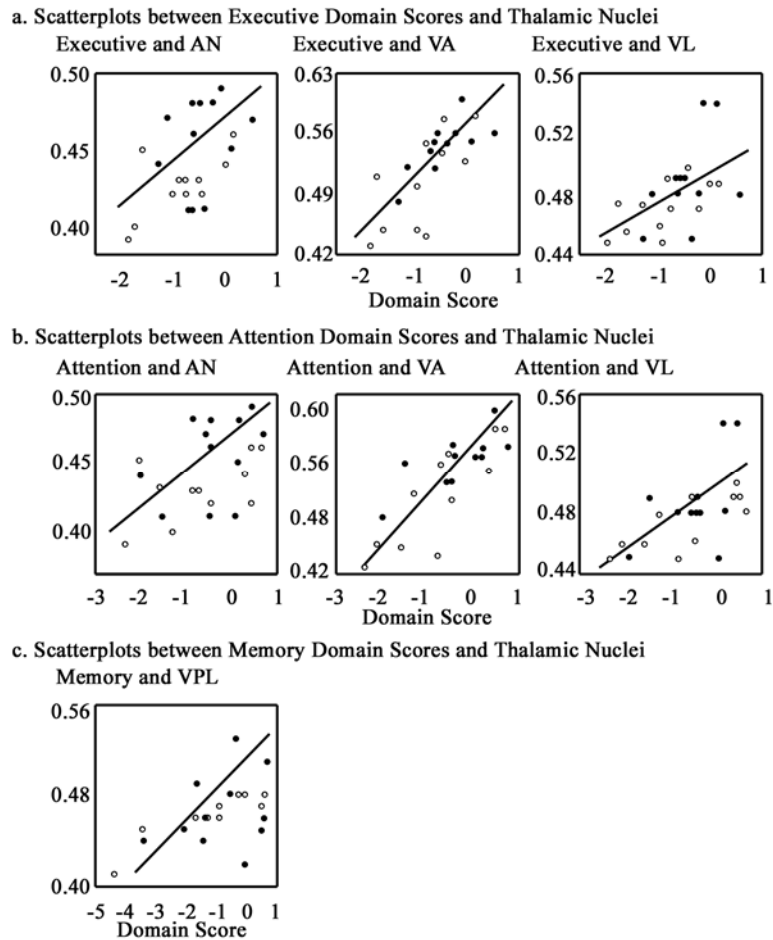 a. Scatterplots between Executive Domain Scores and Thalamic Nuclei
Executive and AN Executive and VA Executive and VL
0.50 0.63 0.56
0.45 0.56 0.52
0.40 0.49 0.48
0.42 0.44
-2 -1 0 1 -2 -1 0 1 -2 -1 0 1
Domain Score
b. Scatterplots between Attention Domain Scores and Thalamic Nuclei
Attention and AN Attention and VA Attention and VL
0.50 0.60 0.56
0.45 0.56 0.52
0.40 0.48 0.48
0.42 0.44
-3 -2 -1 0 1 -3 -2 -1 0 1 -3 -2 -1 0 1
Domain Score
c. Scatterplots between Memory Domain Scores and Thalamic Nuclei
Memory and VPL
0.56
0.48
0.40
-5 -4 -3 -2 -1 0 1
Domain Score